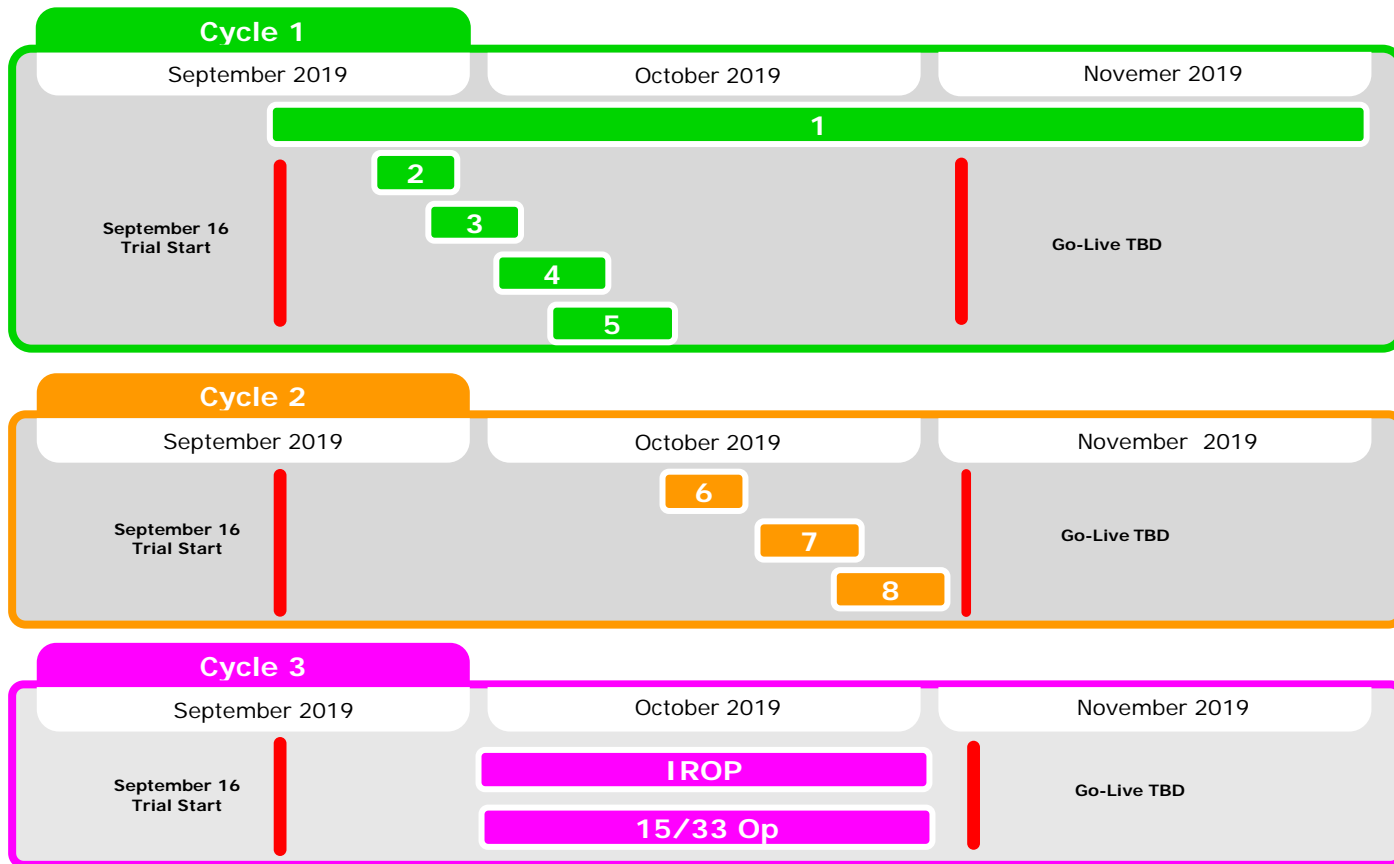 Cycle 1
September 2019
October 2019
Novemer 2019
1
2
3
September 16
Trial Start
Go-Live TBD
4
5
Cycle 2
September 2019
October 2019
November 2019
6
September 16
Trial Start
7
Go-Live TBD
8
Cycle 3
September 2019
October 2019
November 2019
IROP
September 16
Trial Start
Go-Live TBD
15/33 Op